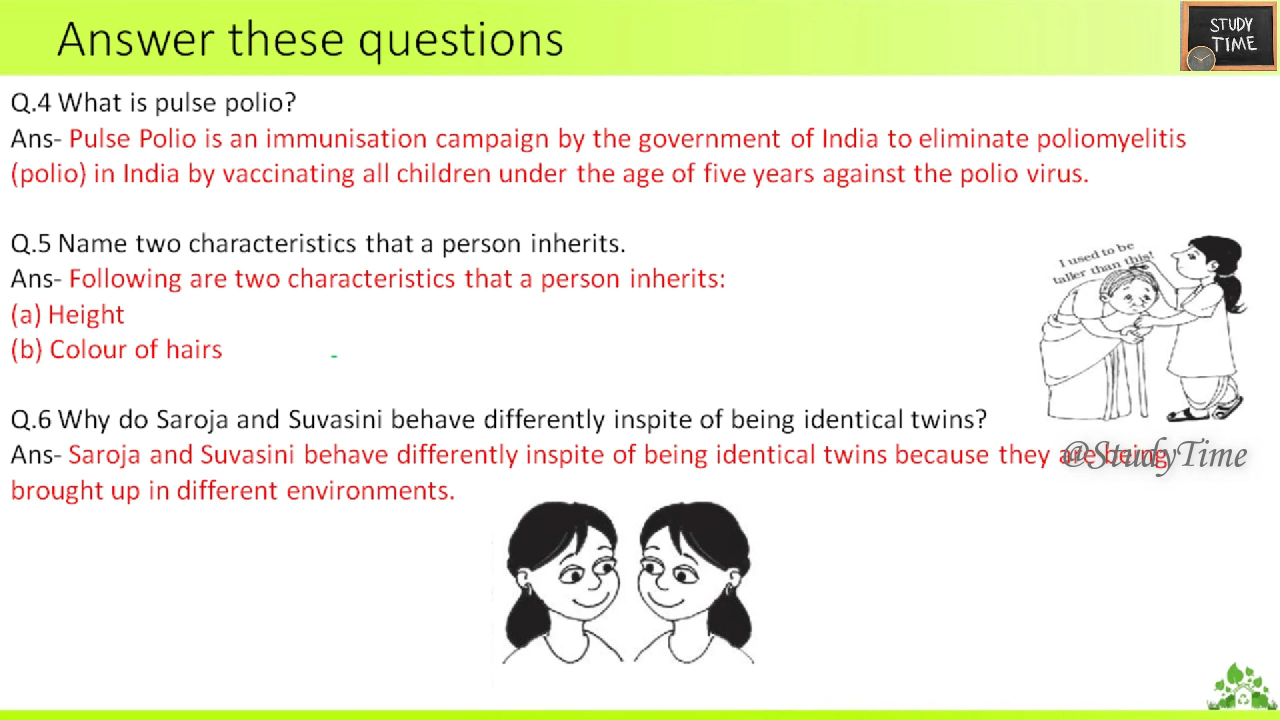 Answer these questions
STUDY
TIME
Q.4 What is pulse polio?
Ans- Pulse Polio is an immunisation campaign by the government of India to eliminate poliomyelitis
(polio) in India by vaccinating all children under the age of five years against the polio virus.
Q.5 Name two characteristics that a person inherits.
Ans- Following are two characteristics that a person inherits:
(a) Height
(b) Colour of hairs
I used to be
taller than this!
Q.6 Why do Saroja and Suvasini behave differently inspite of being identical twins?
Ans- Saroja and Suvasini behave differently inspite of being identical twins because they are being
@StudyTime
brought up in different environments.